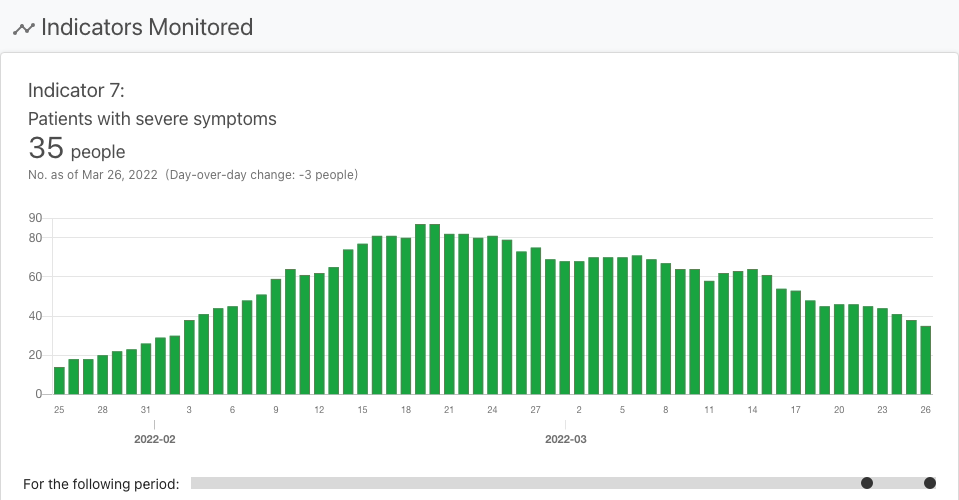 Indicators Monitored
Indicator 7:
Patients with severe symptoms
35 people
No. as of Mar 26, 2022 (Day-over-day change: -3 people)
90
80
60
40
20
0
25 28 31 3 6 9 12 15 18 21 24 27 2 5 8 11 14 17 20 23 26
2022-02 2022-03
For the following period: